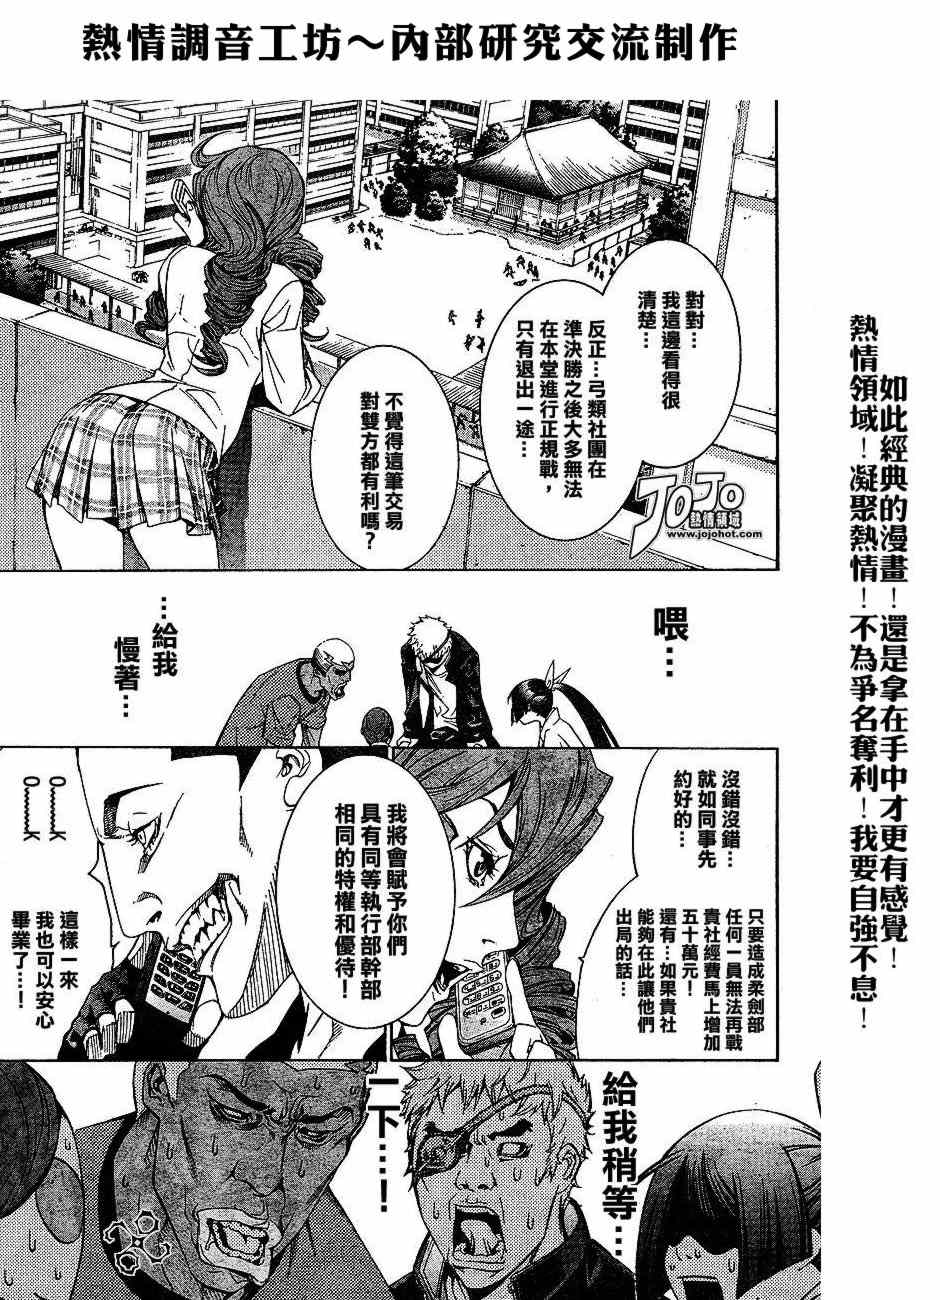 熱情調音工坊～內部研究交流制作
對對…
我這邊看得很
清楚…
反正…弓類社團在
準決勝之後大多無法
在本堂進行正規戰，
只有退出一途…
不覺得這筆交易
對雙方都有利嗎？
JOJO
熱情領域
www.jojohot.com
喂…
…給我
慢著…
沒錯沒錯…
就如同事先
約好的…
只要造成柔劍部
任何一員無法再戰
貴社經費馬上增加
五十萬元！
還有…如果貴社
能夠在此讓他們
出局的話…
我將會賦予你們
具有同等執行部幹部
相同的特權和優待！
O……K
O……K
這樣一來
我也可以安心
畢業了…！
給我稍等…
一下…！
如此經典的漫畫！還是拿在手中才更有感覺！
熱情領域！凝聚熱情！不為爭名奪利！我要自強不息！